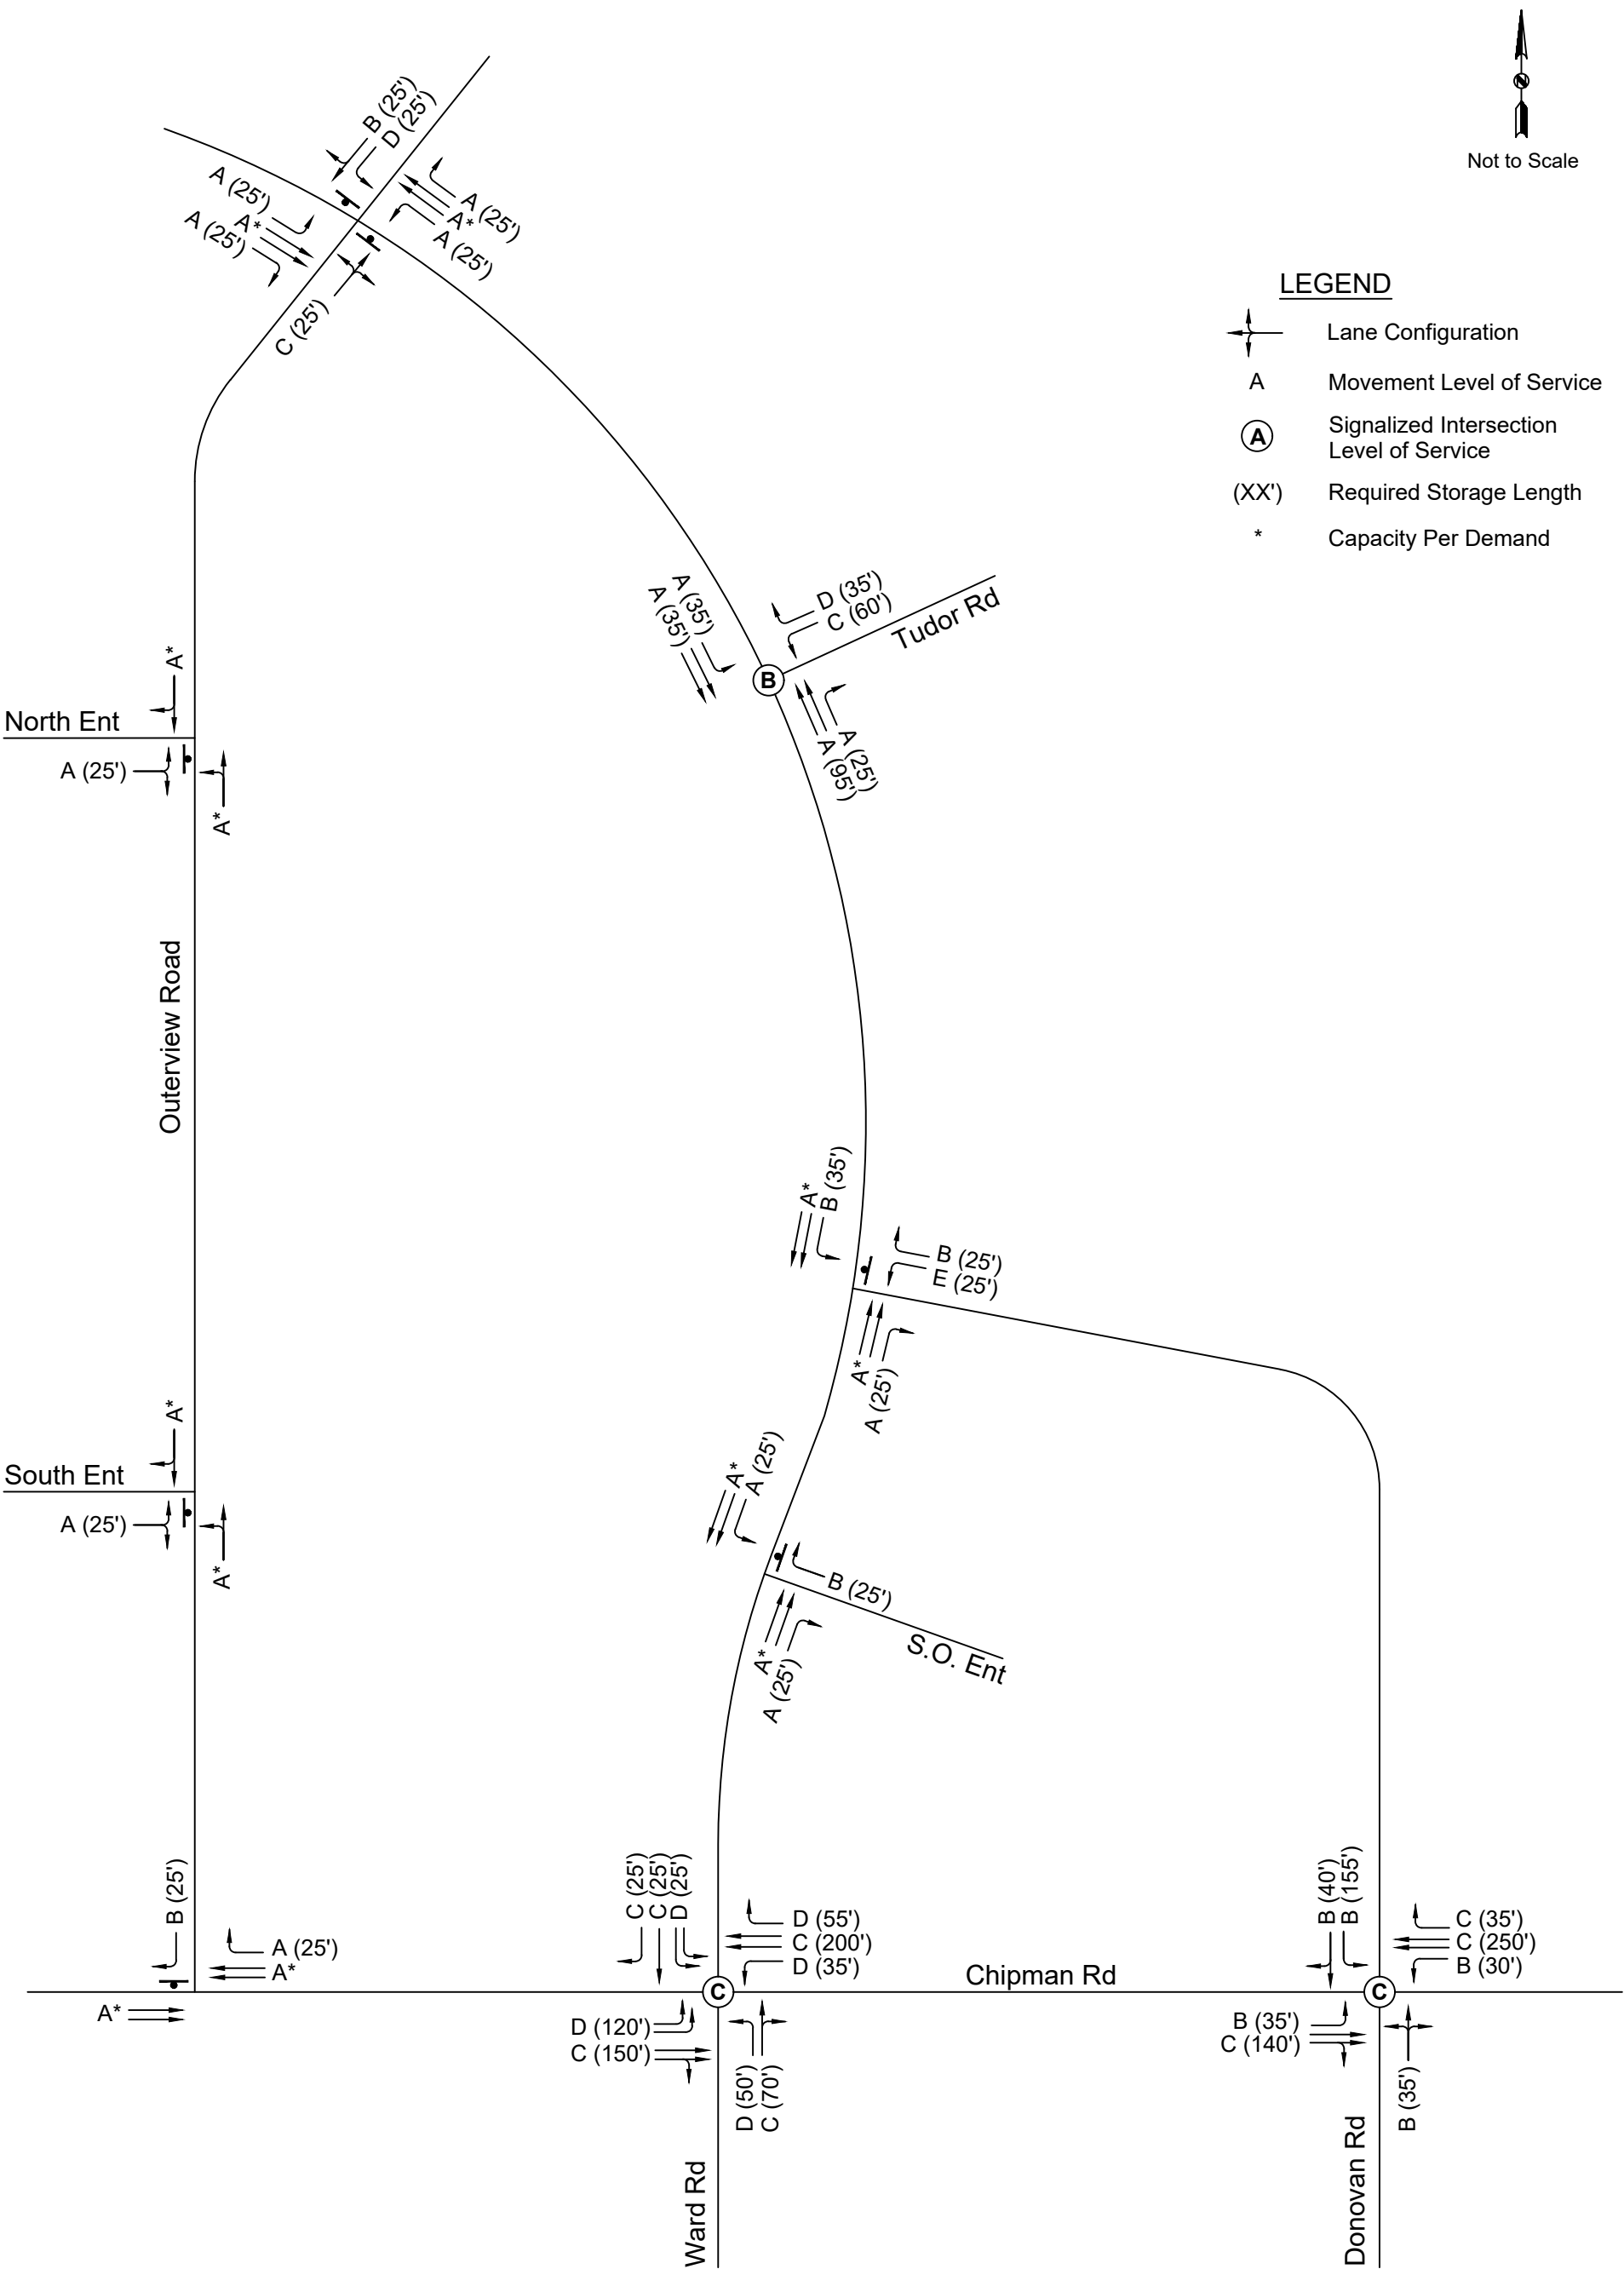 B (25')
D (25')
Not to Scale
A (25')
A*
A (25')
A (25')
A*
A (25')
C (25')
LEGEND
Lane Configuration
A Movement Level of Service
A Signalized Intersection
Level of Service
(XX') Required Storage Length
* Capacity Per Demand
A (35')
A (35')
D (35')
C (60')
Tudor Rd
B
A (25')
A (95')
A*
North Ent
A (25')
A*
Outerview Road
A*
B (35')
B (25')
E (25')
A*
A (25')
A*
South Ent
A (25')
A*
A*
A (25')
B (25')
S.O. Ent
A*
A (25')
B (25')
A (25')
A*
A*
C (25')
C (25')
D (25')
D (55')
C (200')
D (35')
C
D (120')
C (150')
D (50')
C (70')
Ward Rd
Chipman Rd
B (40')
B (155')
C (35')
C (250')
B (30')
C
B (35')
C (140')
B (35')
Donovan Rd